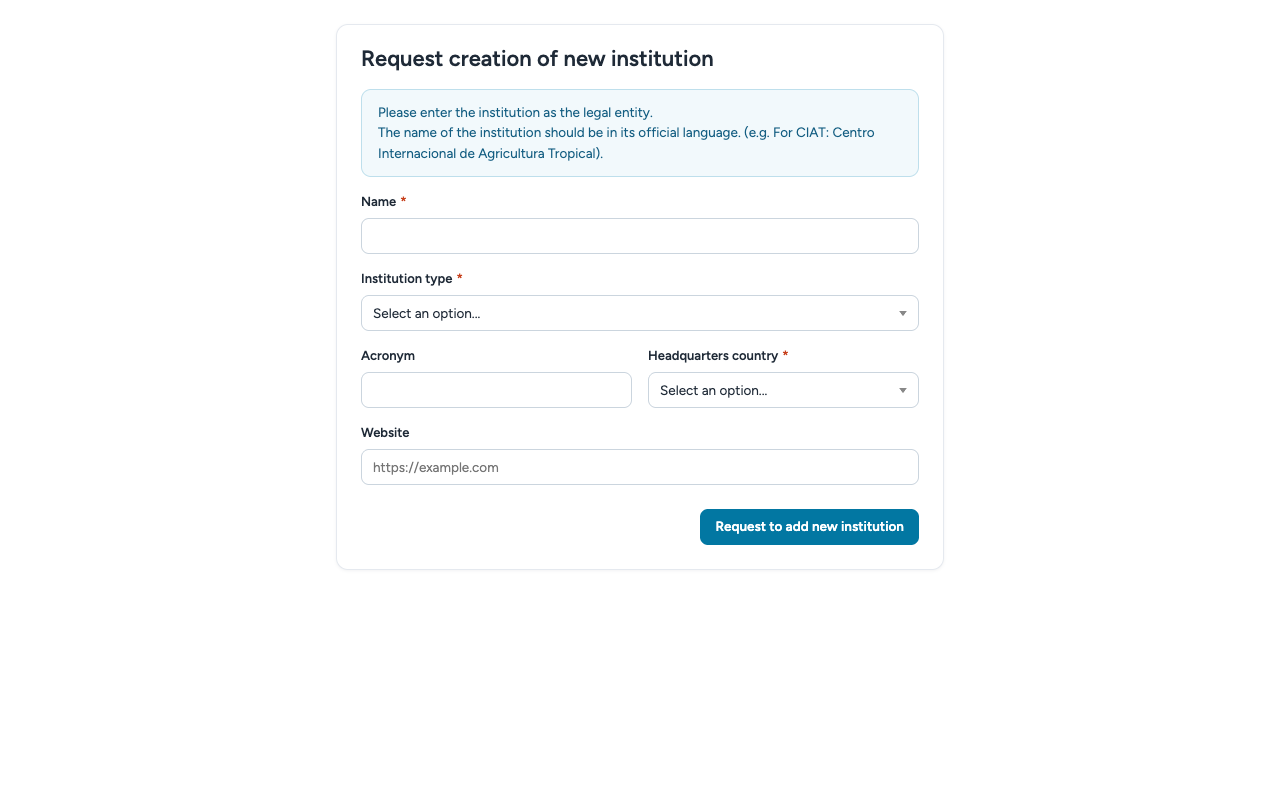 Request creation of new institution
Please enter the institution as the legal entity.
The name of the institution should be in its official language. (e.g. For CIAT: Centro
Internacional de Agricultura Tropical).
Name *
Institution type *
Select an option...
Acronym
Headquarters country *
Select an option...
Website
https://example.com
Request to add new institution